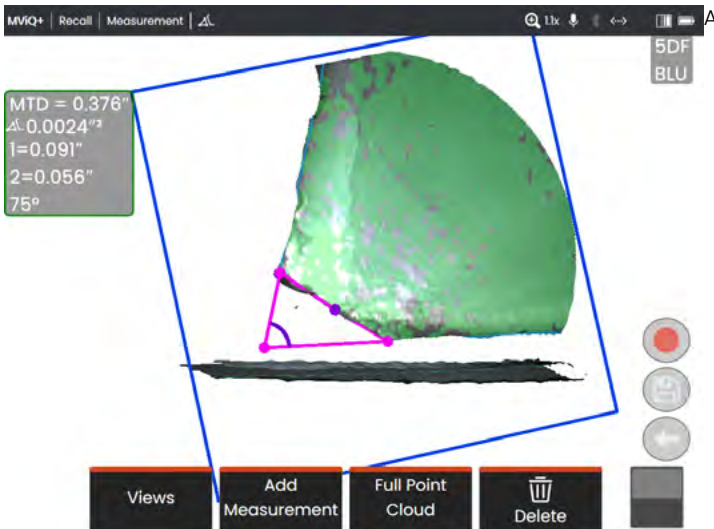 MViQ+ | Recall | Measurement |
1.1x
A
5DF
BLU
MTD = 0.376"
0.0024"²
1=0.091"
2=0.056"
75°
Views
Add Measurement
Full Point Cloud
Delete